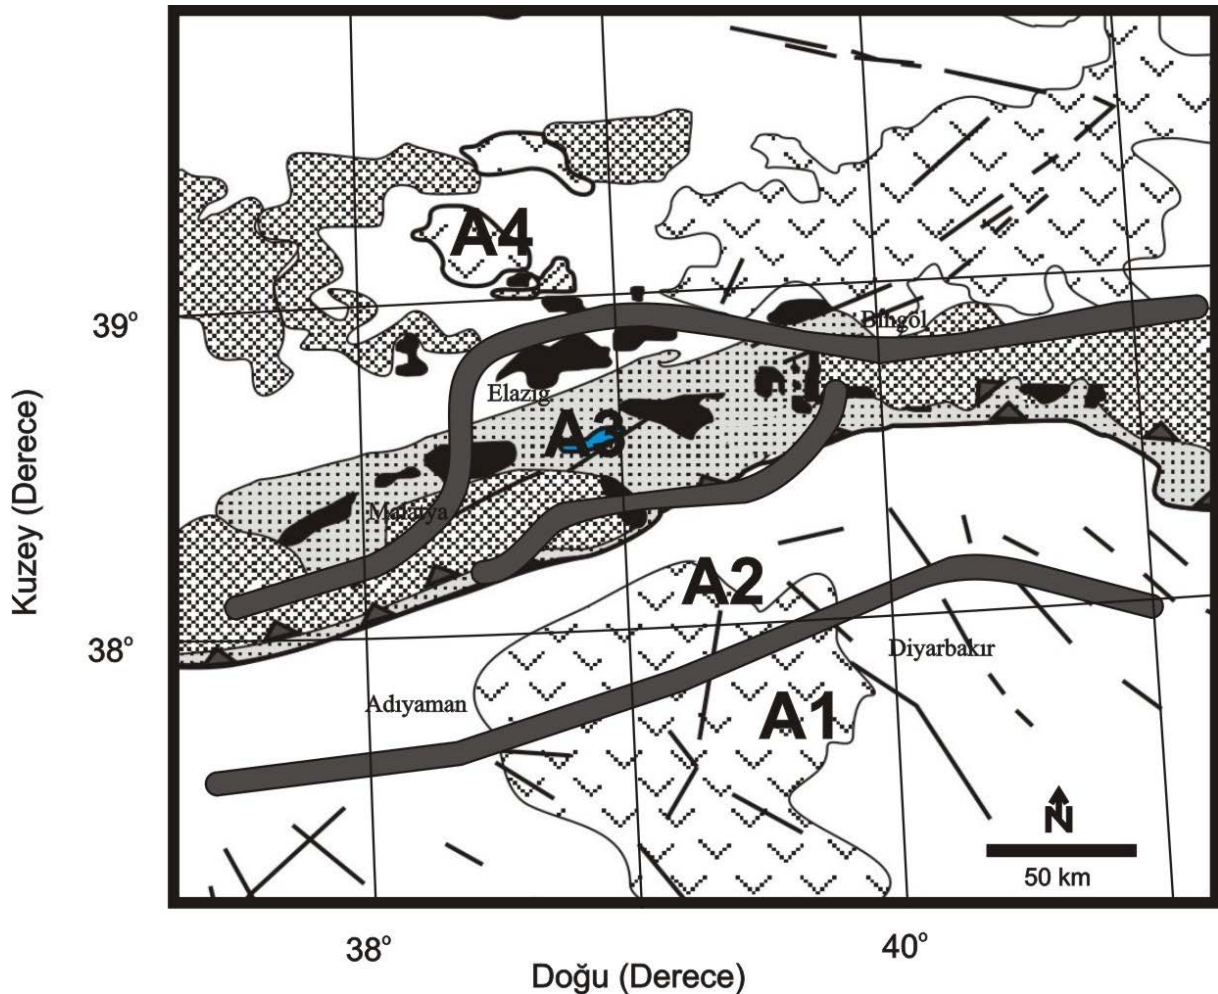 Kuzey (Derece)
39°
38°
A4
Bingöl
Elazığ
A3
Malatya
A2
Diyarbakır
Adıyaman
A1
N
50 km
38°
40°
Doğu (Derece)